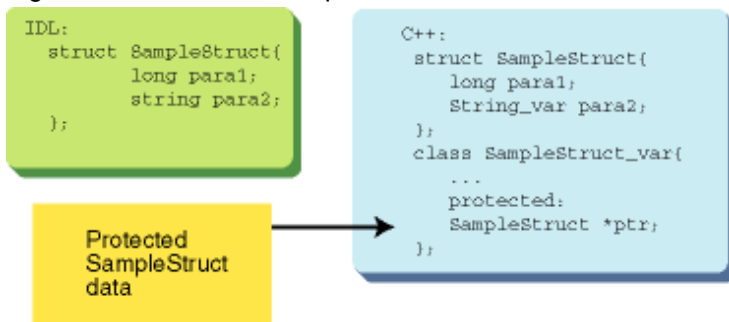 IDL:
struct SampleStruct{
long para1;
string para2;
};
C++:
struct SampleStruct{
long para1;
String_var para2;
};
class SampleStruct_var{
...
protected:
SampleStruct *ptr;
};
Protected
SampleStruct
data